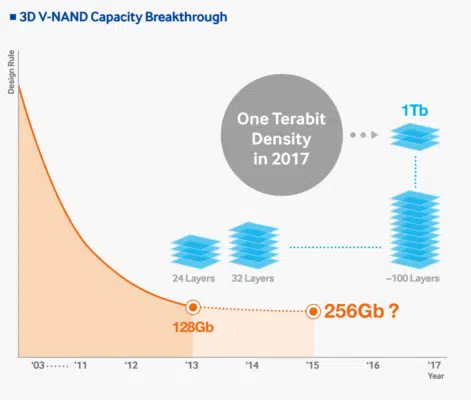 3D V-NAND Capacity Breakthrough
Design Rule
One Terabit
Density
in 2017
1Tb
24 Layers
32 Layers
~100 Layers
128Gb
256Gb ?
'03 ...... '11 '12 '13 '14 '15 '16 '17
Year